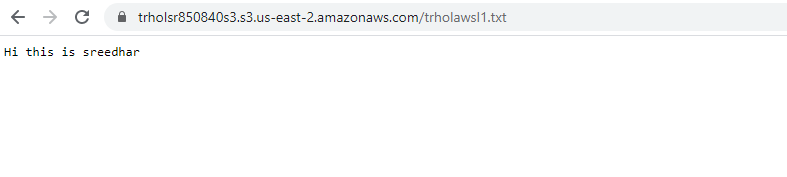 trholsr850840s3.s3.us-east-2.amazonaws.com/trholawsl1.txt
Hi this is sreedhar